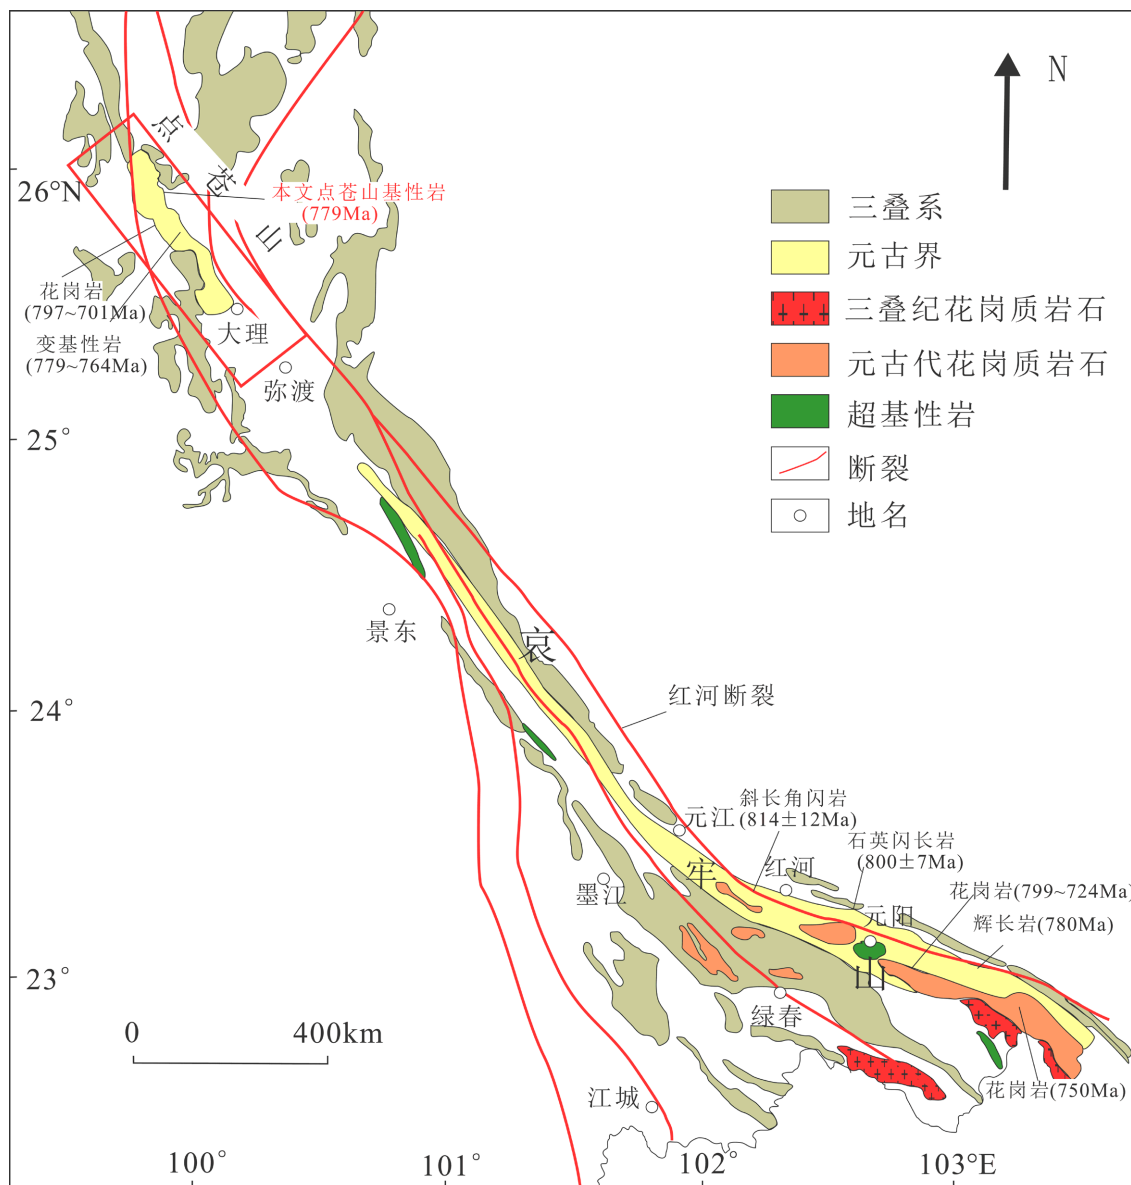 N
点
苍
山
26°N
本文点苍山基性岩
(779Ma)
三叠系
元古界
花岗岩
(797~701Ma)
三叠纪花岗质岩石
大理
变基性岩
(779~764Ma)
元古代花岗质岩石
弥渡
超基性岩
25°
断裂
地名
景东
哀
红河断裂
24°
斜长角闪岩
(814±12Ma)
元江
石英闪长岩
(800±7Ma)
红河
牢
墨江
花岗岩(799~724Ma)
元阳
辉长岩(780Ma)
山
23°
绿春
0
400km
花岗岩(750Ma)
江城
100°
101°
102°
103°E